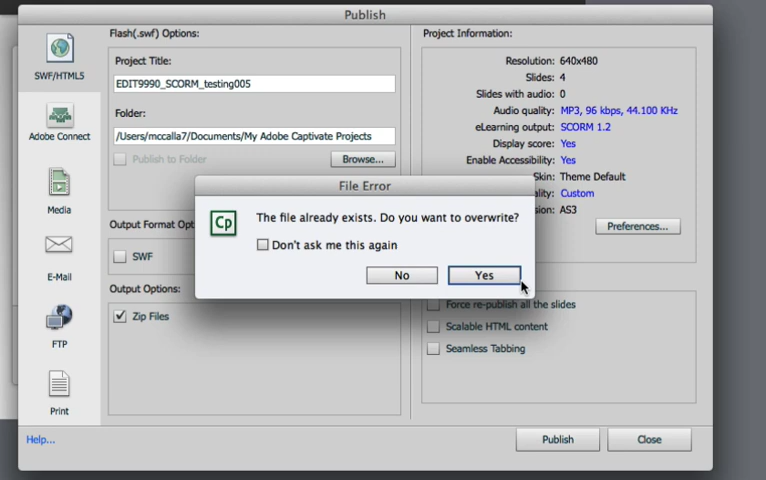 Publish
SWF/HTML5
Adobe Connect
Media
E-Mail
FTP
Print
Flash(.swf) Options:
Project Title:
EDIT9990_SCORM_testing005
Folder:
/Users/mccalla7/Documents/My Adobe Captivate Projects
Publish to Folder
Browse...
Output Format Opt
SWF
Output Options:
Zip Files
Project Information:
Resolution: 640x480
Slides: 4
Slides with audio: 0
Audio quality: MP3, 96 kbps, 44.100 KHz
eLearning output: SCORM 1.2
Display score: Yes
Enable Accessibility: Yes
Skin: Theme Default
ality: Custom
sion: AS3
Preferences...
File Error
Cp
The file already exists. Do you want to overwrite?
Don't ask me this again
No
Yes
Force re-publish all the slides
Scalable HTML content
Seamless Tabbing
Help...
Publish
Close